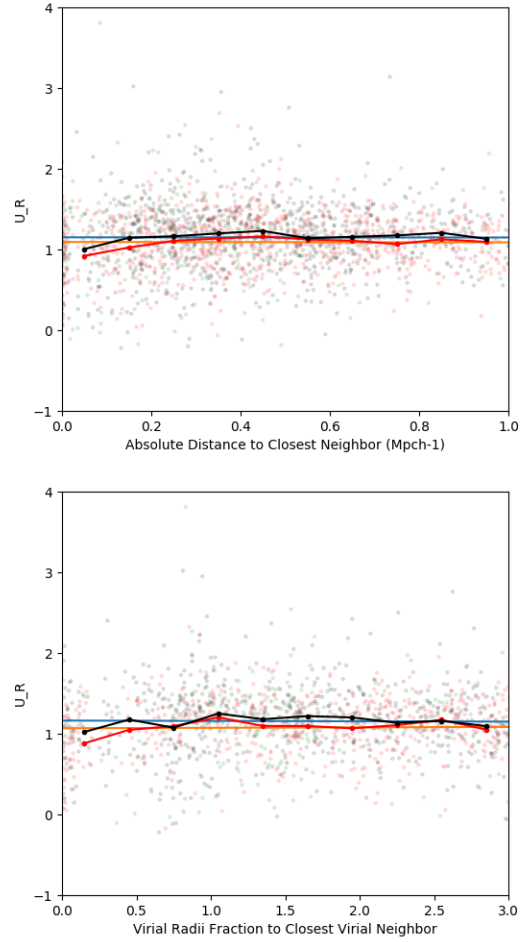 4
3
2
1
0
−1
U_R
0.0 0.2 0.4 0.6 0.8 1.0
Absolute Distance to Closest Neighbor (Mpch-1)
4
3
2
1
0
−1
U_R
0.0 0.5 1.0 1.5 2.0 2.5 3.0
Virial Radii Fraction to Closest Virial Neighbor